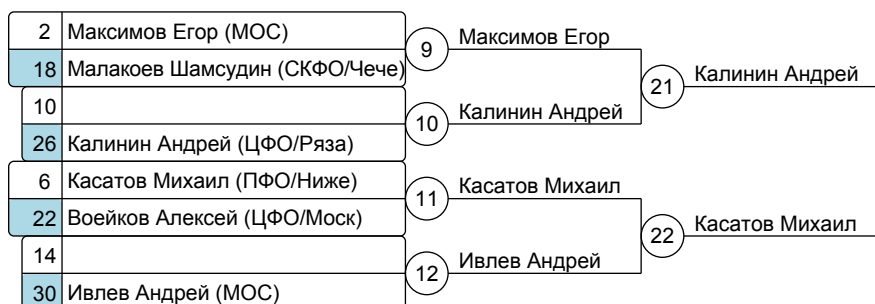 2 Максимов Егор (МОС)
18 Малакоев Шамсудин (СКФО/Чече)
9 Максимов Егор
10
26 Калинин Андрей (ЦФО/Ряза)
10 Калинин Андрей
21 Калинин Андрей
6 Касатов Михаил (ПФО/Ниже)
22 Воейков Алексей (ЦФО/Моск)
11 Касатов Михаил
14
30 Ивлев Андрей (МОС)
12 Ивлев Андрей
22 Касатов Михаил